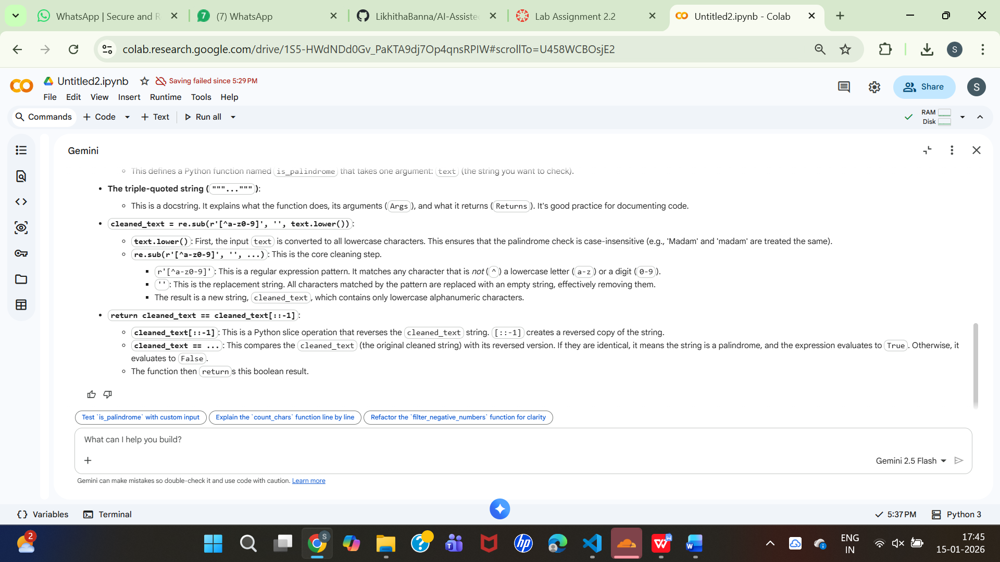 WhatsApp | Secure and R
7
(7) WhatsApp
LikhithaBanna/AI-Assisted
Lab Assignment 2.2
Untitled2.ipynb - Colab
colab.research.google.com/drive/1S5-HWdNDd0Gv_PaKTA9dj7Op4qnsRPIW#scrollTo=U458WCBOsjE2
S
Untitled2.ipynb
Saving failed since 5:29 PM
File Edit View Insert Runtime Tools Help
Share
S
Commands
+ Code
+ Text
Run all
RAM
Disk
Gemini
This defines a Python function named is_palindrome that takes one argument: text (the string you want to check).
The triple-quoted string ("""..."""):
This is a docstring. It explains what the function does, its arguments (Args), and what it returns (Returns). It's good practice for documenting code.
cleaned_text = re.sub(r'[^a-z0-9]', '', text.lower()):
text.lower(): First, the input text is converted to all lowercase characters. This ensures that the palindrome check is case-insensitive (e.g., 'Madam' and 'madam' are treated the same).
re.sub(r'[^a-z0-9]', '', ...): This is the core cleaning step.
r'[^a-z0-9]': This is a regular expression pattern. It matches any character that is not (^) a lowercase letter (a-z) or a digit (0-9).
'': This is the replacement string. All characters matched by the pattern are replaced with an empty string, effectively removing them.
The result is a new string, cleaned_text, which contains only lowercase alphanumeric characters.
return cleaned_text == cleaned_text[::-1]:
cleaned_text[::-1]: This is a Python slice operation that reverses the cleaned_text string. [::-1] creates a reversed copy of the string.
cleaned_text == ...: This compares the cleaned_text (the original cleaned string) with its reversed version. If they are identical, it means the string is a palindrome, and the expression evaluates to True. Otherwise, it
evaluates to False.
The function then returns this boolean result.
Test `is_palindrome` with custom input
Explain the `count_chars` function line by line
Refactor the `filter_negative_numbers` function for clarity
What can I help you build?
Gemini 2.5 Flash
Gemini can make mistakes so double-check it and use code with caution. Learn more
Variables
Terminal
5:37 PM
Python 3
2
S
T
hp
W
W
ENG
IN
17:45
15-01-2026